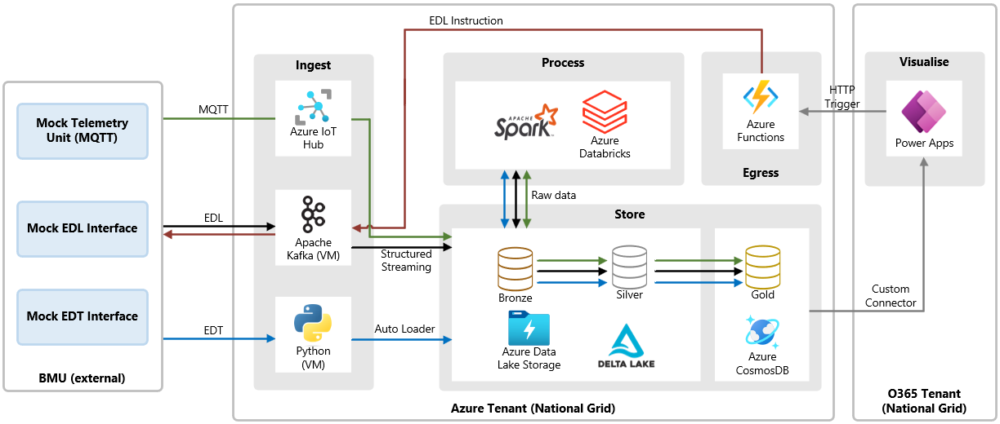 EDL Instruction
Ingest
Process
Visualise
MQTT
HTTP
Trigger
Mock Telemetry
Unit (MQTT)
Azure IoT
Hub
APACHE
Spark
Azure
Databricks
Azure
Functions
Power Apps
Egress
Raw data
Store
EDL
Mock EDL Interface
Apache
Kafka (VM)
Structured
Streaming
Bronze
Silver
Gold
Custom
Connector
Mock EDT Interface
EDT
Auto Loader
Python
(VM)
Azure Data
Lake Storage
DELTA LAKE
Azure
CosmosDB
BMU (external)
Azure Tenant (National Grid)
O365 Tenant
(National Grid)